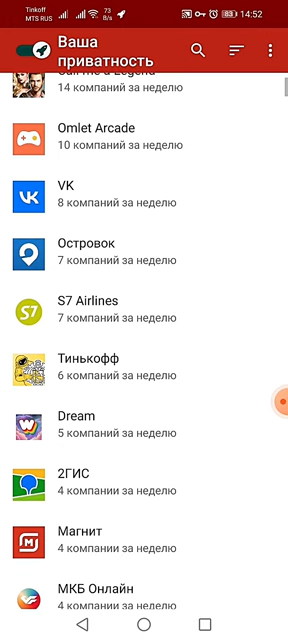 Tinkoff
MTS RUS
73
B/s
83
14:52
Ваша
приватность
Call me a Legend
14 компаний за неделю
Omlet Arcade
10 компаний за неделю
VK
8 компаний за неделю
Островок
7 компаний за неделю
S7 Airlines
7 компаний за неделю
Тинькофф
6 компаний за неделю
Dream
5 компаний за неделю
2ГИС
4 компании за неделю
Магнит
4 компании за неделю
МКБ Онлайн
4 компании за неделю